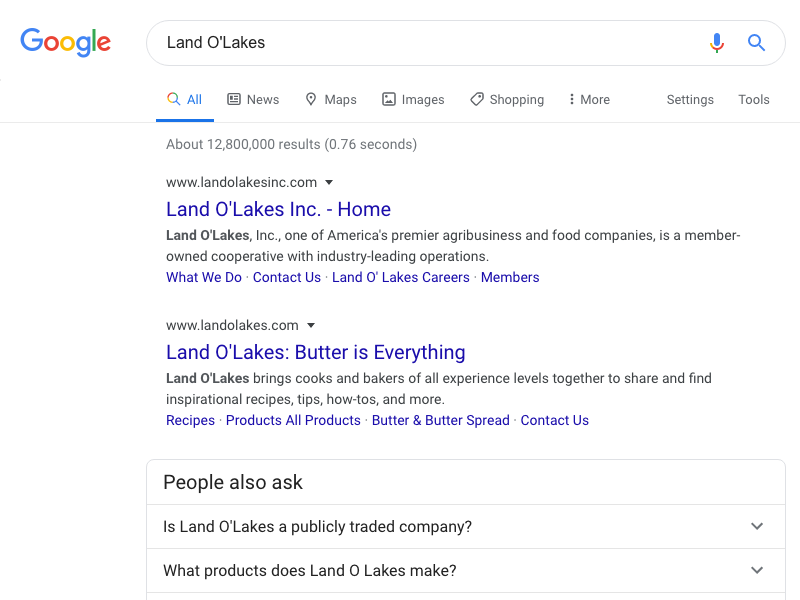 Google
Land O'Lakes
All News Maps Images Shopping More Settings Tools
About 12,800,000 results (0.76 seconds)
www.landolakesinc.com
Land O'Lakes Inc. - Home
Land O'Lakes, Inc., one of America's premier agribusiness and food companies, is a member-
owned cooperative with industry-leading operations.
What We Do · Contact Us · Land O' Lakes Careers · Members
www.landolakes.com
Land O'Lakes: Butter is Everything
Land O'Lakes brings cooks and bakers of all experience levels together to share and find
inspirational recipes, tips, how-tos, and more.
Recipes · Products All Products · Butter & Butter Spread · Contact Us
People also ask
Is Land O'Lakes a publicly traded company?
What products does Land O Lakes make?